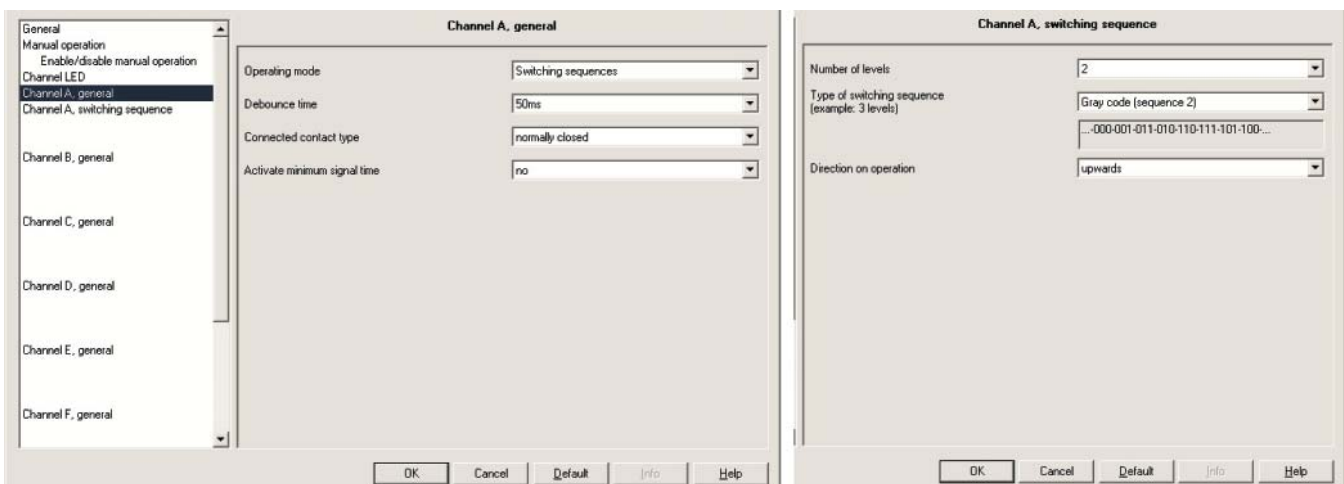 General
Manual operation
Enable/disable manual operation
Channel LED
Channel A, general
Channel A, switching sequence
Channel B, general
Channel C, general
Channel D, general
Channel E, general
Channel F, general
Channel A, general
Operating mode Switching sequences
Debounce time 50ms
Connected contact type normally closed
Activate minimum signal time no
OK Cancel Default Info Help
Channel A, switching sequence
Number of levels 2
Type of switching sequence
(example: 3 levels) Gray code (sequence 2)
...-000-001-011-010-110-111-101-100-...
Direction on operation upwards
OK Cancel Default Info Help